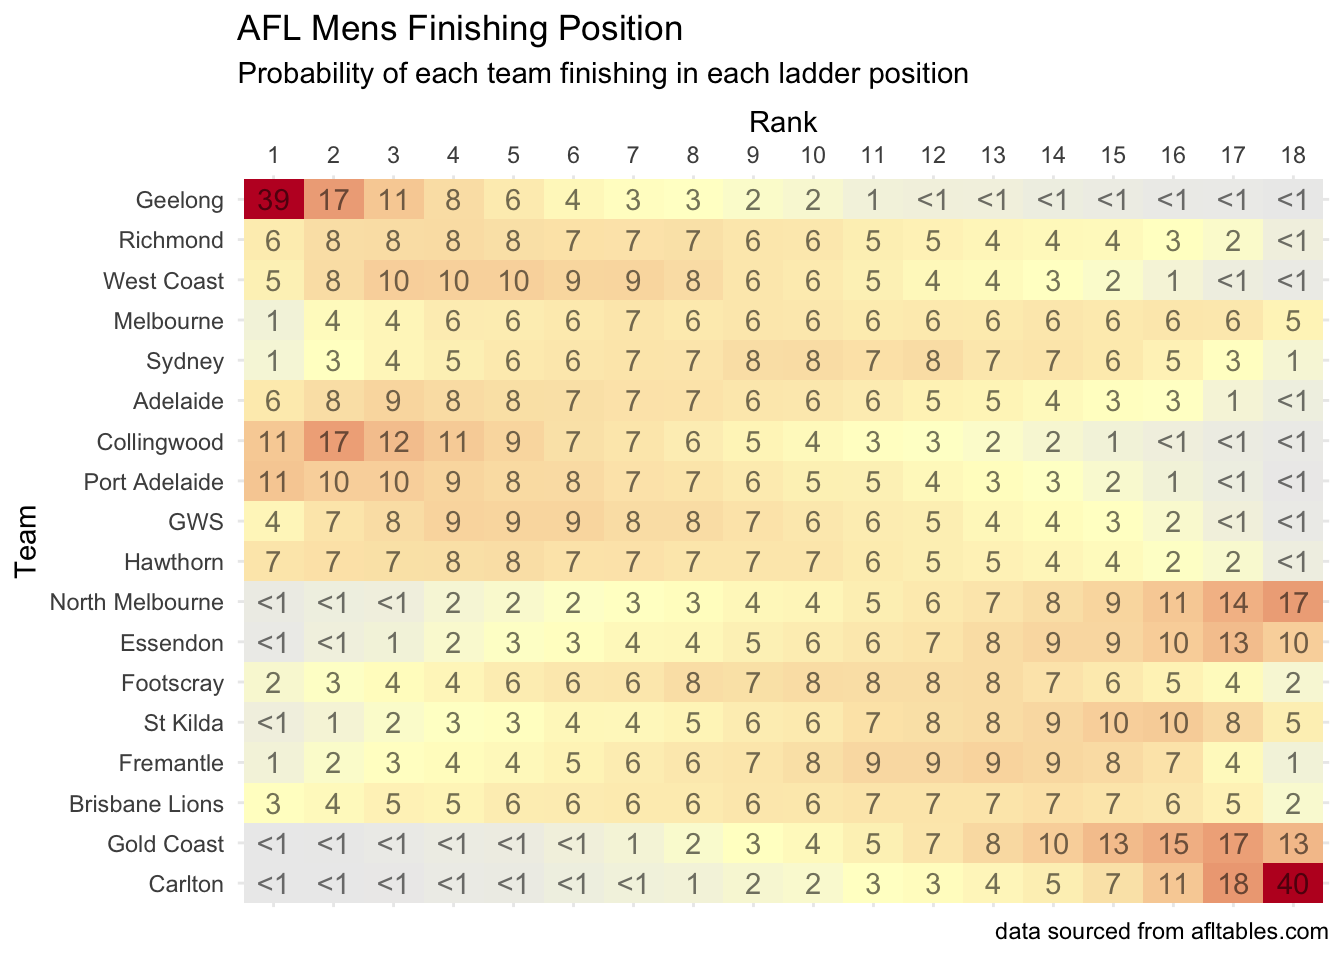 AFL Mens Finishing Position
Probability of each team finishing in each ladder position
Rank
1 2 3 4 5 6 7 8 9 10 11 12 13 14 15 16 17 18
Team
Geelong 39 17 11 8 6 4 3 3 2 2 1 <1 <1 <1 <1 <1 <1 <1
Richmond 6 8 8 8 8 7 7 7 6 6 5 5 4 4 4 3 2 <1
West Coast 5 8 10 10 10 9 9 8 6 6 5 4 4 3 2 1 <1 <1
Melbourne 1 4 4 6 6 6 7 6 6 6 6 6 6 6 6 6 6 5
Sydney 1 3 4 5 6 6 7 7 8 8 7 8 7 7 6 5 3 1
Adelaide 6 8 9 8 8 7 7 7 6 6 6 5 5 4 3 3 1 <1
Collingwood 11 17 12 11 9 7 7 6 5 4 3 3 2 2 1 <1 <1 <1
Port Adelaide 11 10 10 9 8 8 7 7 6 5 5 4 3 3 2 1 <1 <1
GWS 4 7 8 9 9 9 8 8 7 6 6 5 4 4 3 2 <1 <1
Hawthorn 7 7 7 8 8 7 7 7 7 7 6 5 5 4 4 2 2 <1
North Melbourne <1 <1 <1 2 2 2 3 3 4 4 5 6 7 8 9 11 14 17
Essendon <1 <1 1 2 3 3 4 4 5 6 6 7 8 9 9 10 13 10
Footscray 2 3 4 4 6 6 6 8 7 8 8 8 8 7 6 5 4 2
St Kilda <1 1 2 3 3 4 4 5 6 6 7 8 8 9 10 10 8 5
Fremantle 1 2 3 4 4 5 6 6 7 8 9 9 9 9 8 7 4 1
Brisbane Lions 3 4 5 5 6 6 6 6 6 6 7 7 7 7 7 6 5 2
Gold Coast <1 <1 <1 <1 <1 <1 1 2 3 4 5 7 8 10 13 15 17 13
Carlton <1 <1 <1 <1 <1 <1 <1 1 2 2 3 3 4 5 7 11 18 40
data sourced from afltables.com